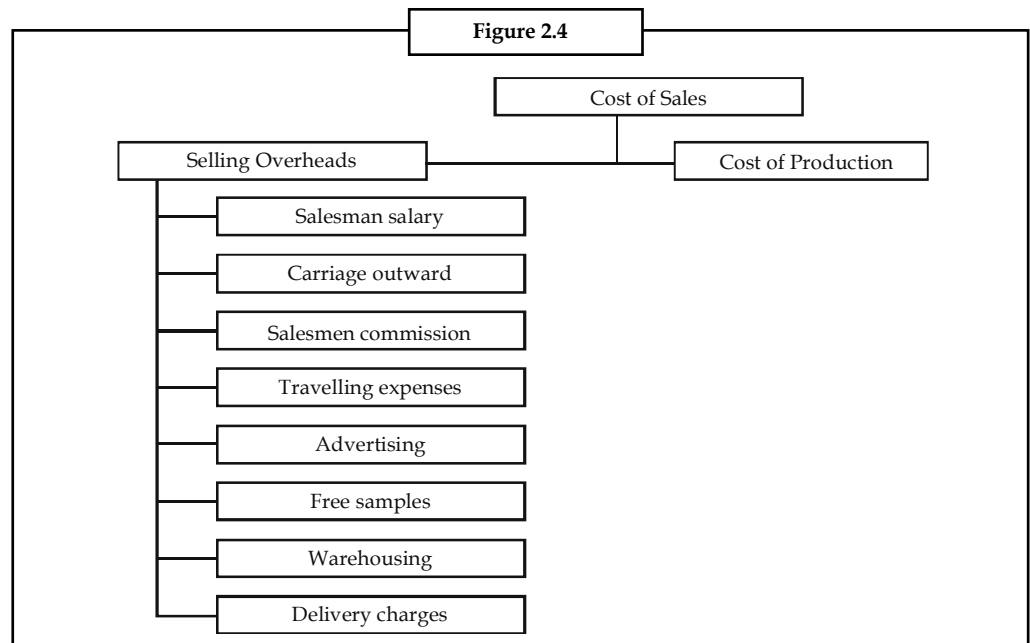 Figure 2.4
Cost of Sales
Selling Overheads
Cost of Production
Salesman salary
Carriage outward
Salesmen commission
Travelling expenses
Advertising
Free samples
Warehousing
Delivery charges